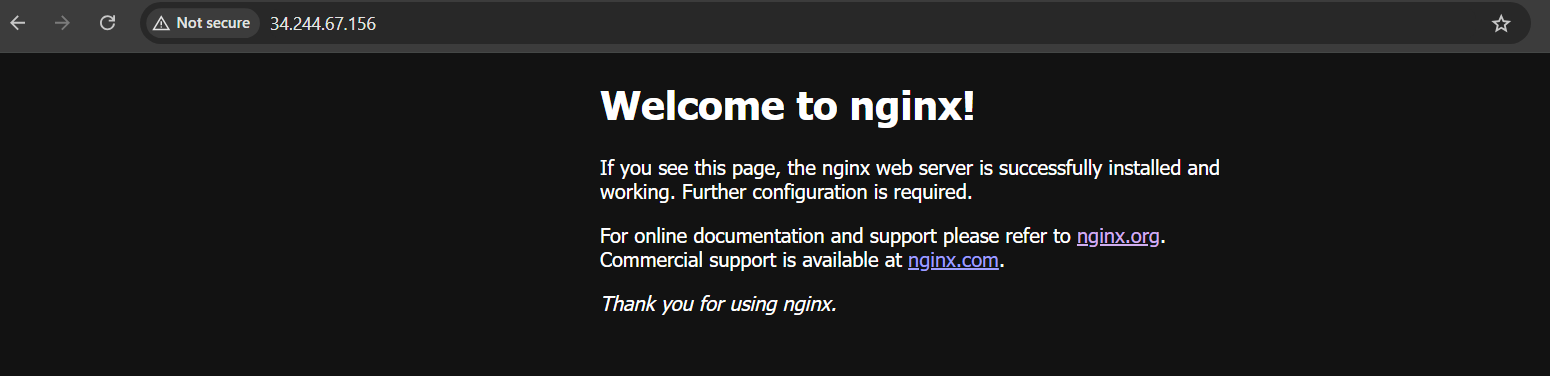 Not secure 34.244.67.156
Welcome to nginx!
If you see this page, the nginx web server is successfully installed and
working. Further configuration is required.
For online documentation and support please refer to nginx.org.
Commercial support is available at nginx.com.
Thank you for using nginx.